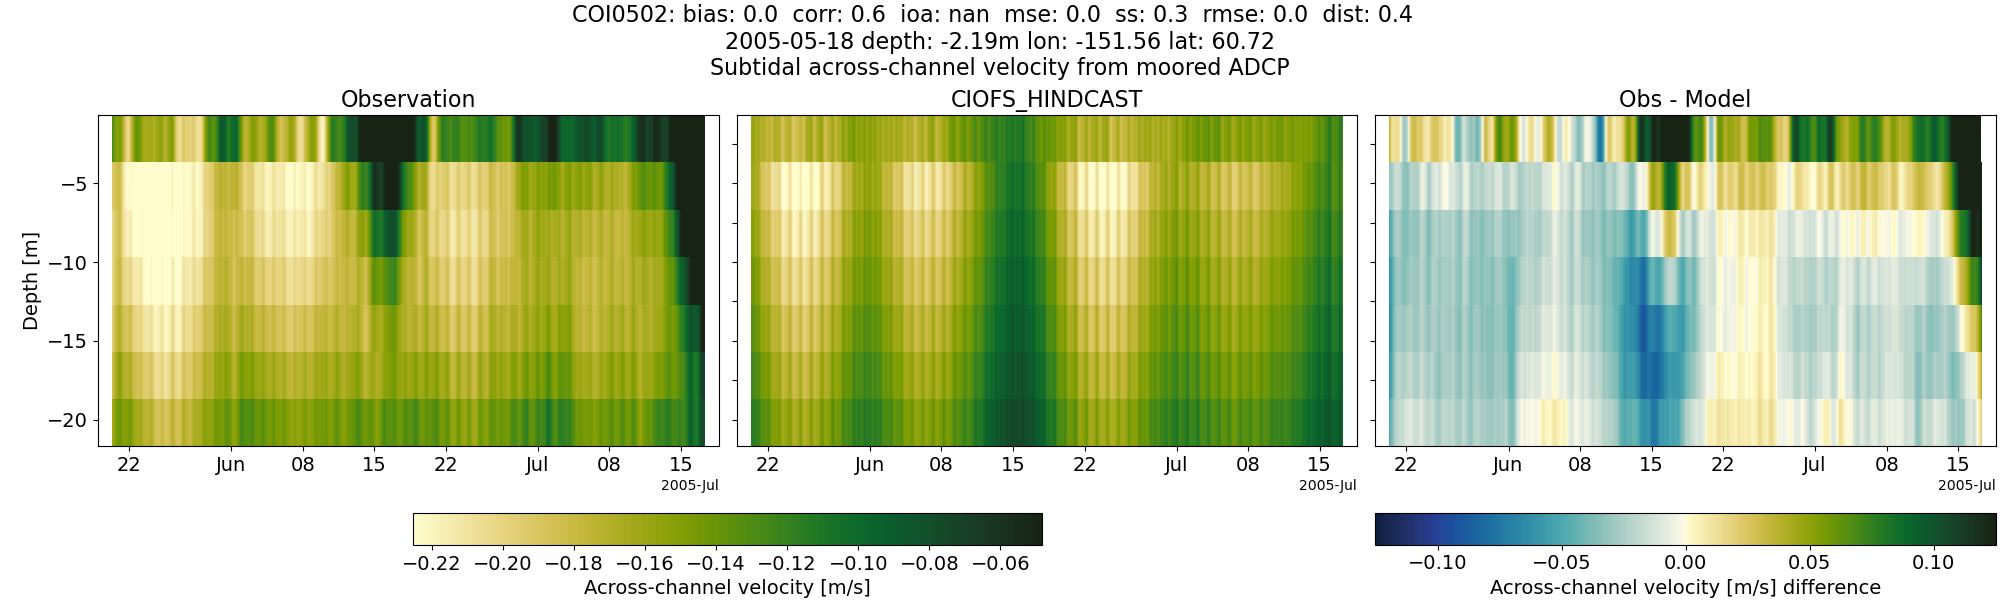 COI0502: bias: 0.0  corr: 0.6  ioa: nan  mse: 0.0  ss: 0.3  rmse: 0.0  dist: 0.4
2005-05-18 depth: -2.19m lon: -151.56 lat: 60.72
Subtidal across-channel velocity from moored ADCP
Observation
CIOFS_HINDCAST
Obs - Model
Depth [m]
−5
−10
−15
−20
22 Jun 08 15 22 Jul 08 15
2005-Jul
22 Jun 08 15 22 Jul 08 15
2005-Jul
22 Jun 08 15 22 Jul 08 15
2005-Jul
−0.22 −0.20 −0.18 −0.16 −0.14 −0.12 −0.10 −0.08 −0.06
Across-channel velocity [m/s]
−0.10 −0.05 0.00 0.05 0.10
Across-channel velocity [m/s] difference